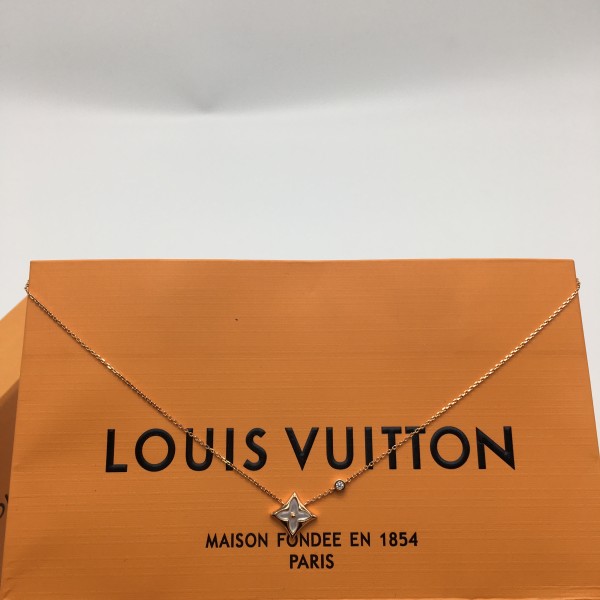 LOUIS VUITTON
MAISON FONDEE EN 1854
PARIS